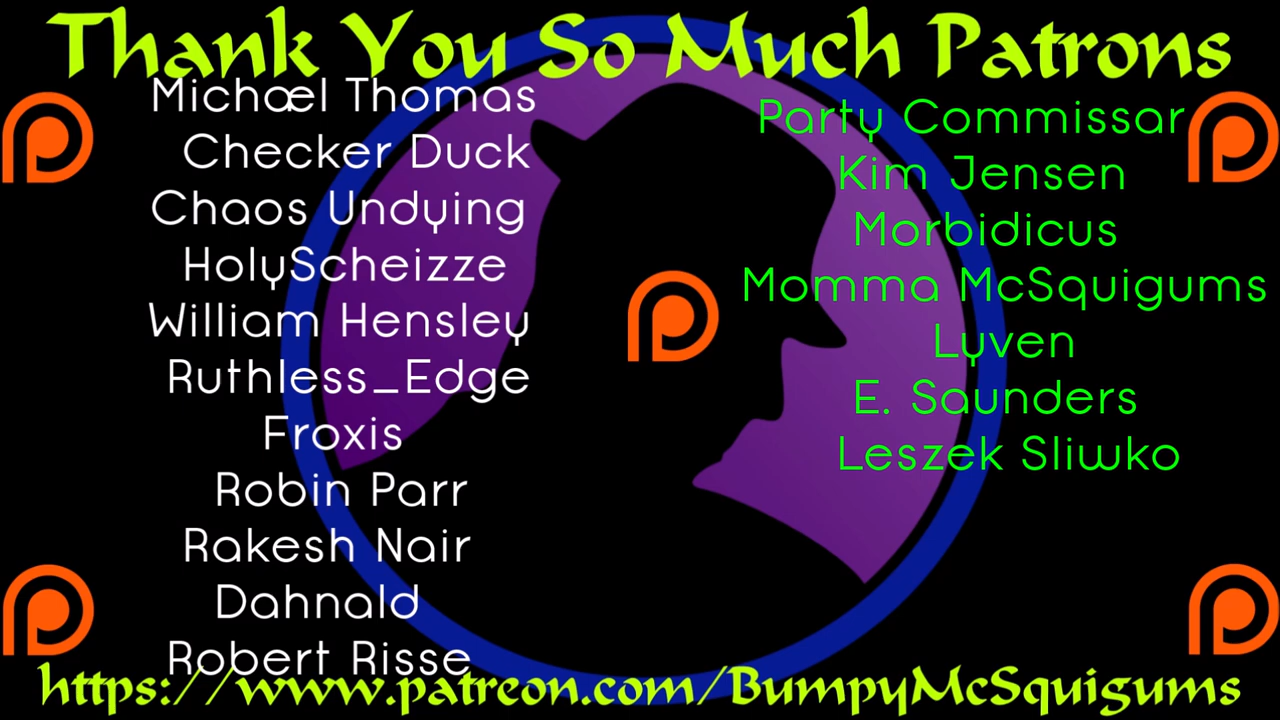 Thank You So Much Patrons
Michael Thomas
Checker Duck
Chaos Undying
HolyScheizze
William Hensley
Ruthless_Edge
Froxis
Robin Parr
Rakesh Nair
Dahnald
Robert Risse
Party Commissar
Kim Jensen
Morbidicus
Momma McSquigums
Lyven
E. Saunders
Leszek Sliwko
https://www.patreon.com/BumpyMcSquigums